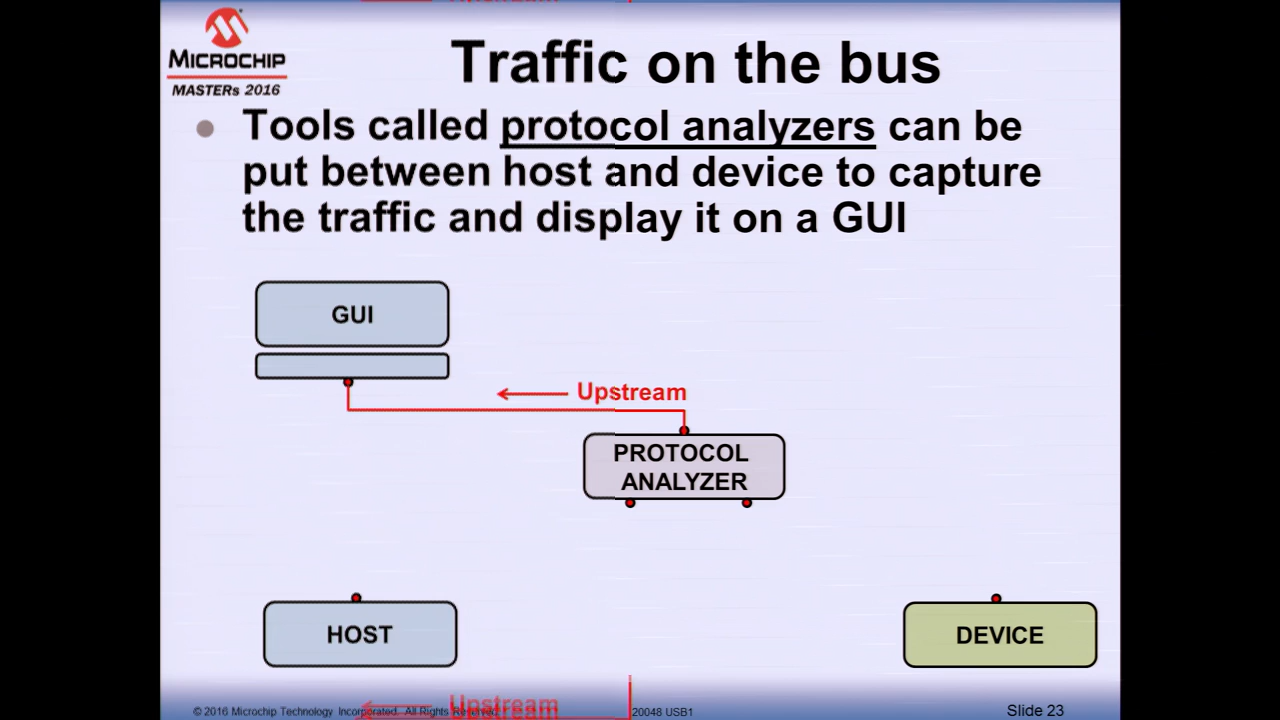 MICROCHIP
MASTERs 2016
Traffic on the bus
Tools called protocol analyzers can be
put between host and device to capture
the traffic and display it on a GUI
GUI
Upstream
PROTOCOL
ANALYZER
HOST
DEVICE
Upstream
© 2016 Microchip Technology Incorporated. All Rights Reserved.
20048 USB1
Slide 23